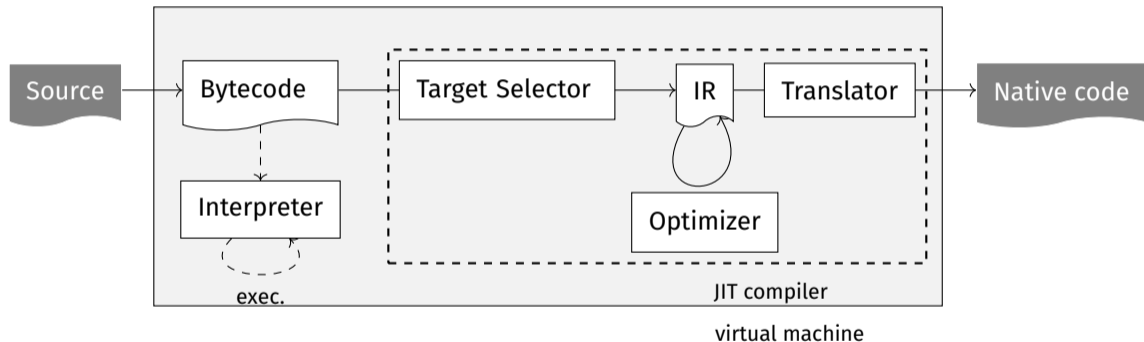 Source
Bytecode
Target Selector
IR
Translator
Native code
Interpreter
Optimizer
exec.
JIT compiler
virtual machine